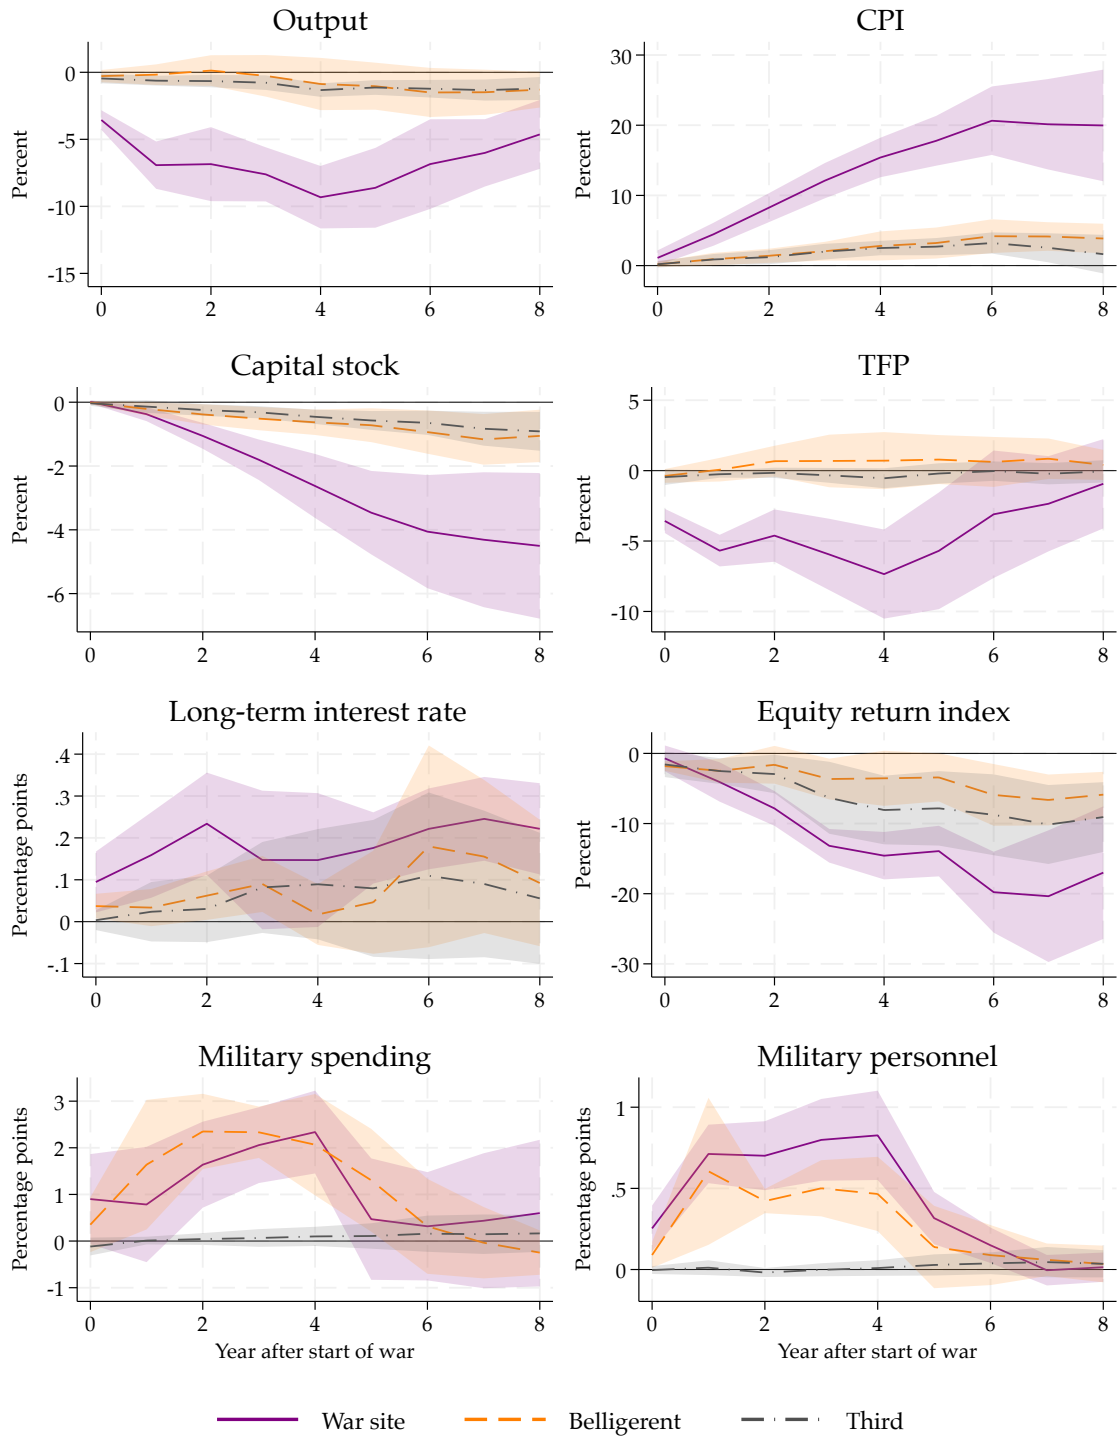 Output
Percent
0
-5
-10
-15
0 2 4 6 8
CPI
Percent
30
20
10
0
0 2 4 6 8
Capital stock
Percent
0
-2
-4
-6
0 2 4 6 8
TFP
Percent
5
0
-5
-10
0 2 4 6 8
Long-term interest rate
Percentage points
.4
.3
.2
.1
0
-.1
0 2 4 6 8
Equity return index
Percent
0
-10
-20
-30
0 2 4 6 8
Military spending
Percentage points
3
2
1
0
-1
0 2 4 6 8
Year after start of war
Military personnel
Percentage points
1
.5
0
0 2 4 6 8
Year after start of war
War site Belligerent Third